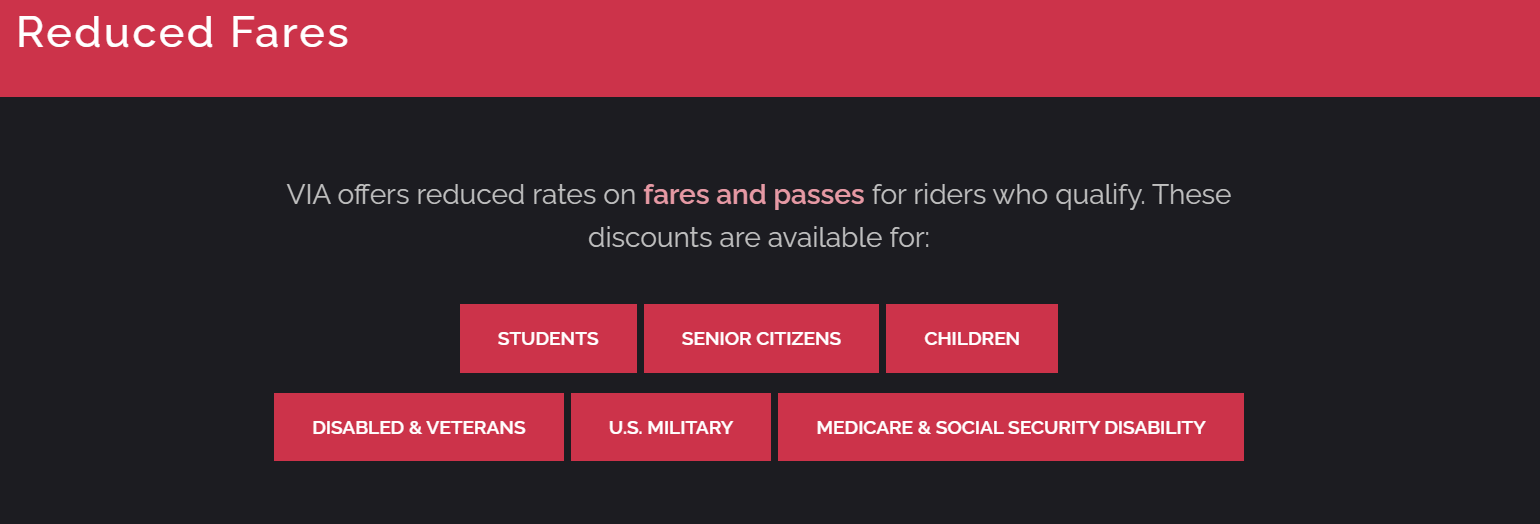 Reduced Fares
VIA offers reduced rates on fares and passes for riders who qualify. These
discounts are available for:
STUDENTS SENIOR CITIZENS CHILDREN
DISABLED & VETERANS U.S. MILITARY MEDICARE & SOCIAL SECURITY DISABILITY